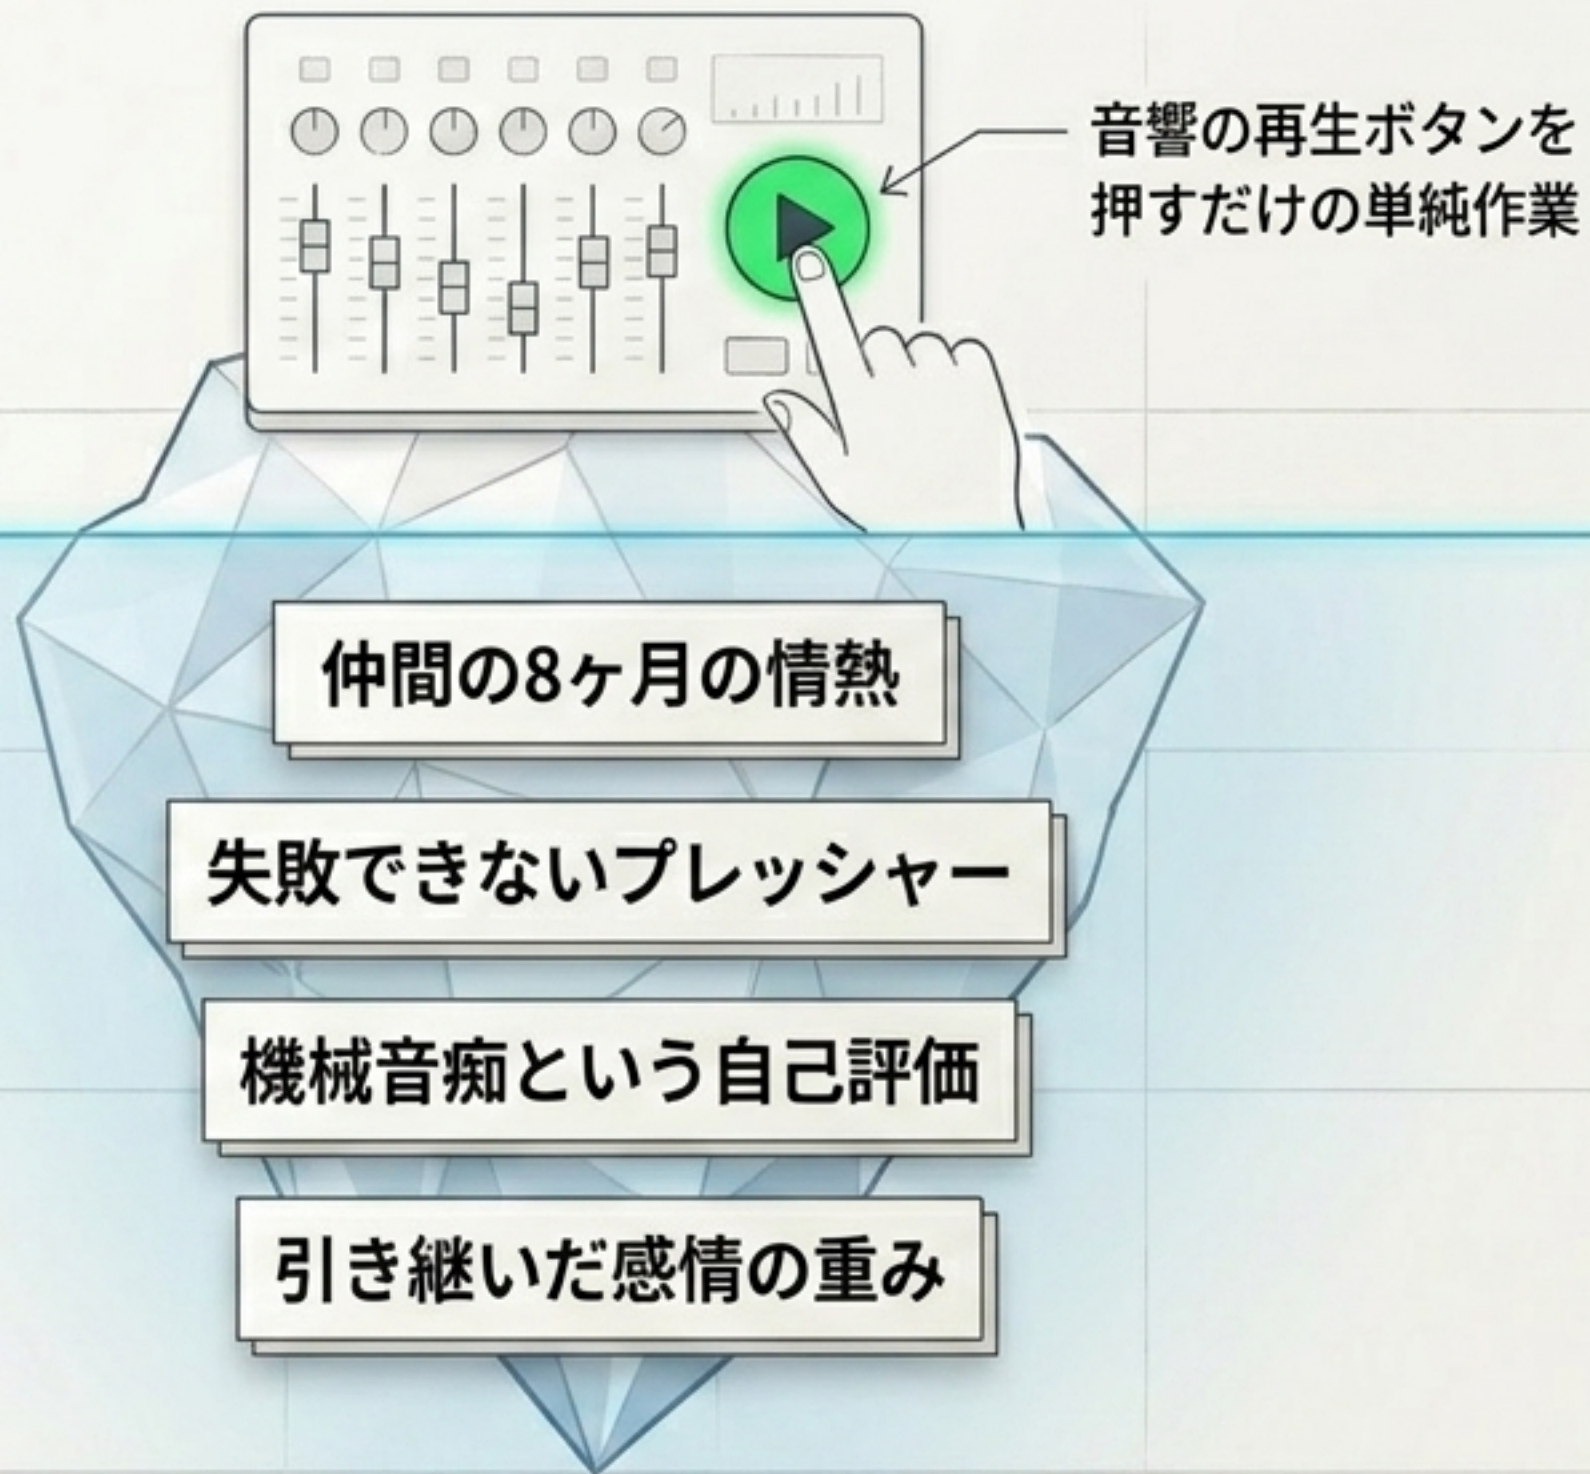 音響の再生ボタンを
押すだけの単純作業
仲間の8ヶ月の情熱
失敗できないプレッシャー
機械音痴という自己評価
引き継いだ感情の重み